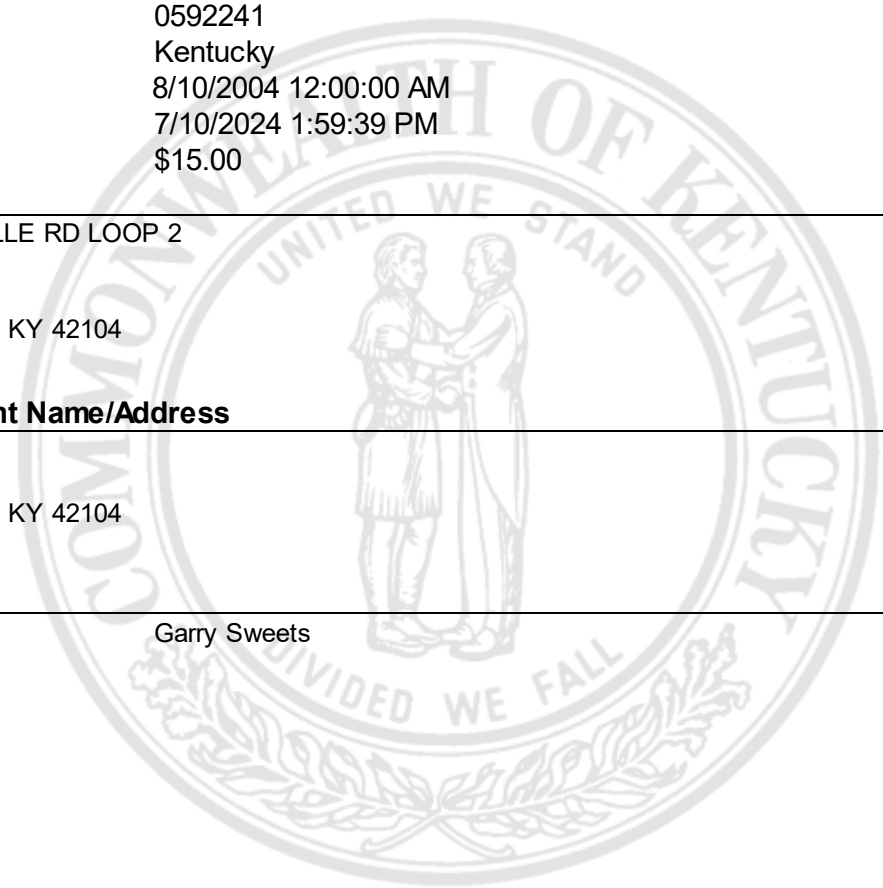 0592241
Kentucky
8/10/2004 12:00:00 AM
7/10/2024 1:59:39 PM
$15.00
LLE RD LOOP 2
KY 42104
nt Name/Address
KY 42104
Garry Sweets
COMMONWEALTH OF KENTUCKY
UNITED WE STAND
DIVIDED WE FALL